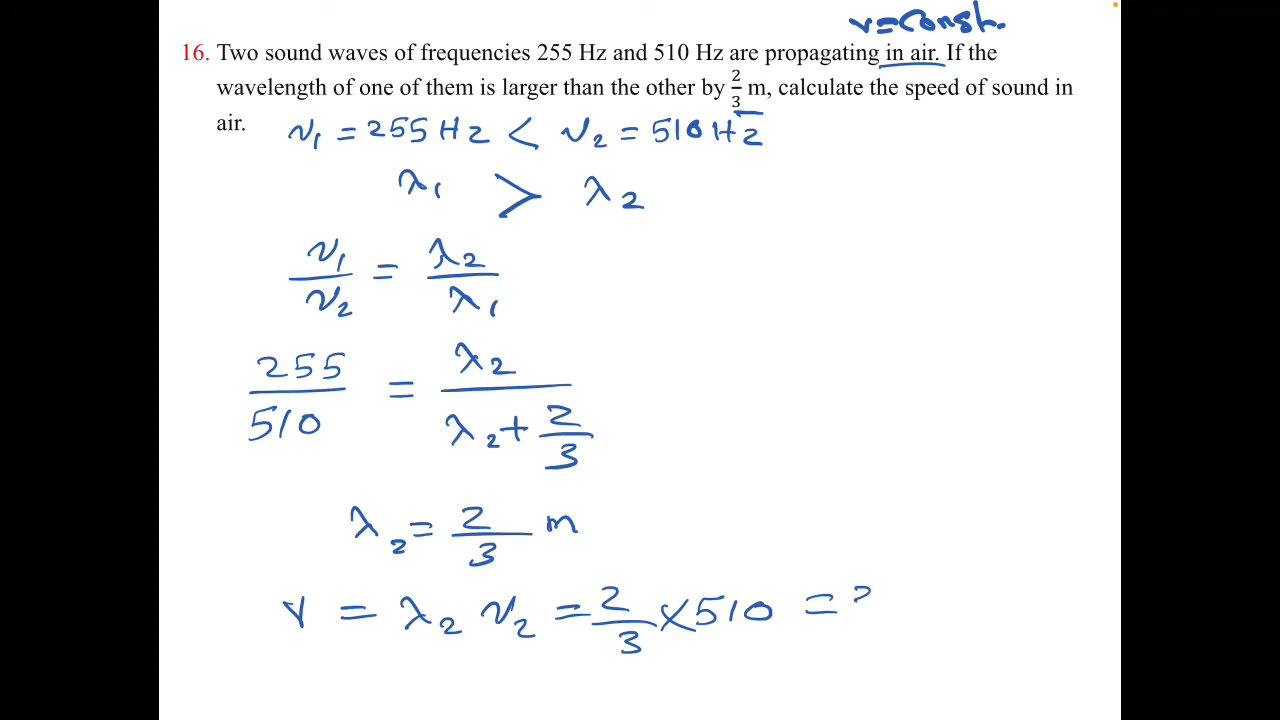 v = Const.
16. Two sound waves of frequencies 255 Hz and 510 Hz are propagating in air. If the
wavelength of one of them is larger than the other by 2/3 m, calculate the speed of sound in
air.
ν₁ = 255 Hz < ν₂ = 510 Hz
λ₁ > λ₂
ν₁/ν₂ = λ₂/λ₁
255/510 = λ₂/(λ₂ + 2/3)
λ₂ = 2/3 m
v = λ₂ ν₂ = 2/3 × 510 =